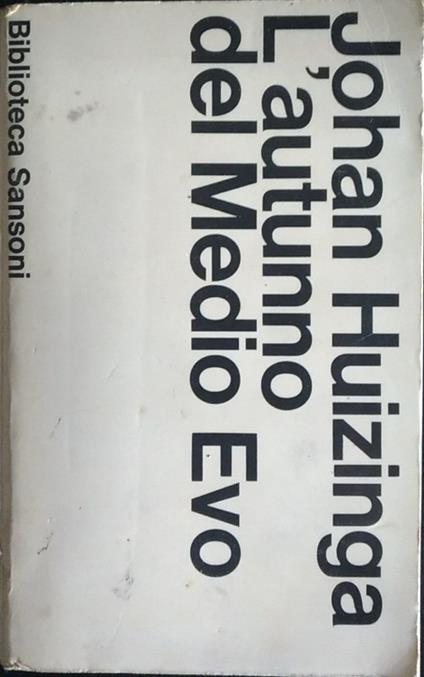 Johan Huizinga
L'autunno
del Medio Evo
Biblioteca Sansoni